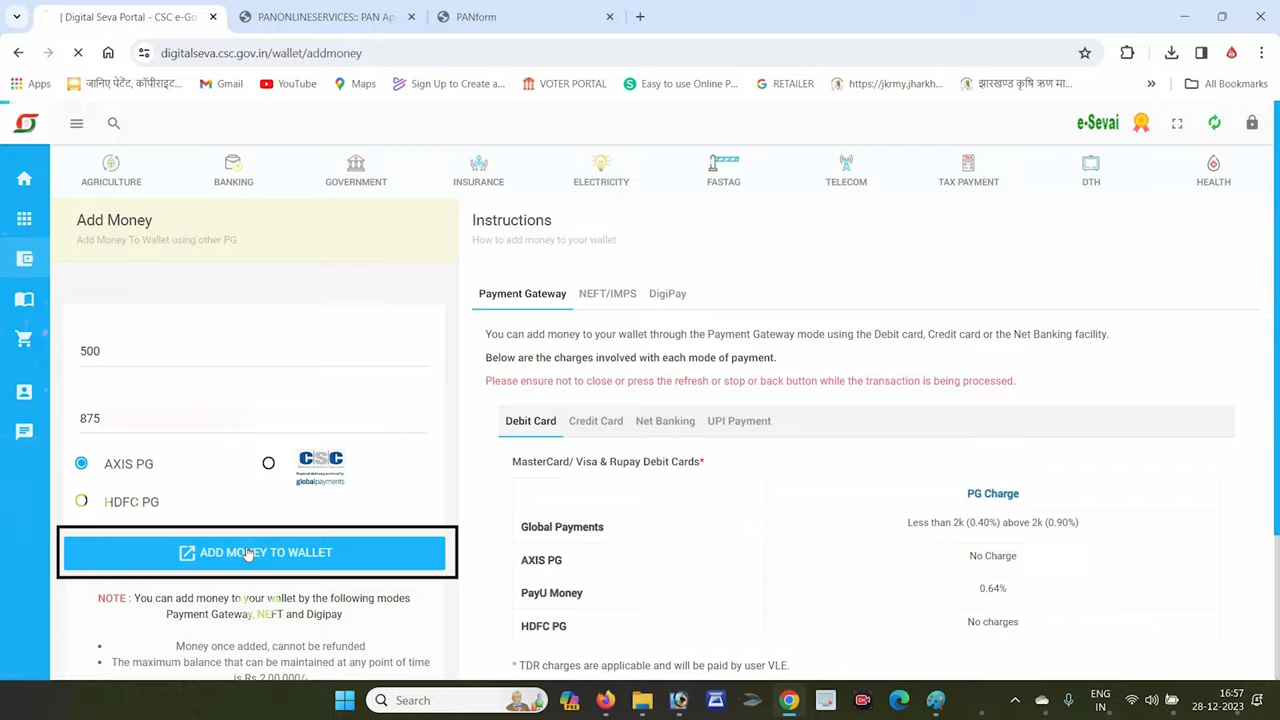 | Digital Seva Portal - CSC e-Go
PANONLINESERVICES:: PAN Ap
PANform
digitalseva.csc.gov.in/wallet/addmoney
Apps
जानिए पेटेंट, कॉपीराइट...
Gmail
YouTube
Maps
Sign Up to Create a...
VOTER PORTAL
Easy to use Online P...
RETAILER
https://jkrmy.jharkh...
झारखण्ड कृषि ऋण मा...
All Bookmarks
e-Sevai
AGRICULTURE
BANKING
GOVERNMENT
INSURANCE
ELECTRICITY
FASTAG
TELECOM
TAX PAYMENT
DTH
HEALTH
Add Money
Add Money To Wallet using other PG
500
875
AXIS PG
CSC
globalpayments
HDFC PG
ADD MONEY TO WALLET
NOTE : You can add money to your wallet by the following modes
Payment Gateway, NEFT and Digipay
• Money once added, cannot be refunded
• The maximum balance that can be maintained at any point of time
is Rs 2,00,000/-
Instructions
How to add money to your wallet
Payment Gateway NEFT/IMPS DigiPay
You can add money to your wallet through the Payment Gateway mode using the Debit card, Credit card or the Net Banking facility.
Below are the charges involved with each mode of payment.
Please ensure not to close or press the refresh or stop or back button while the transaction is being processed.
Debit Card Credit Card Net Banking UPI Payment
MasterCard/ Visa & Rupay Debit Cards*
PG Charge
Global Payments Less than 2k (0.40%) above 2k (0.90%)
AXIS PG No Charge
PayU Money 0.64%
HDFC PG No charges
* TDR charges are applicable and will be paid by user VLE.
Search
ENG
IN
16:57
28-12-2023